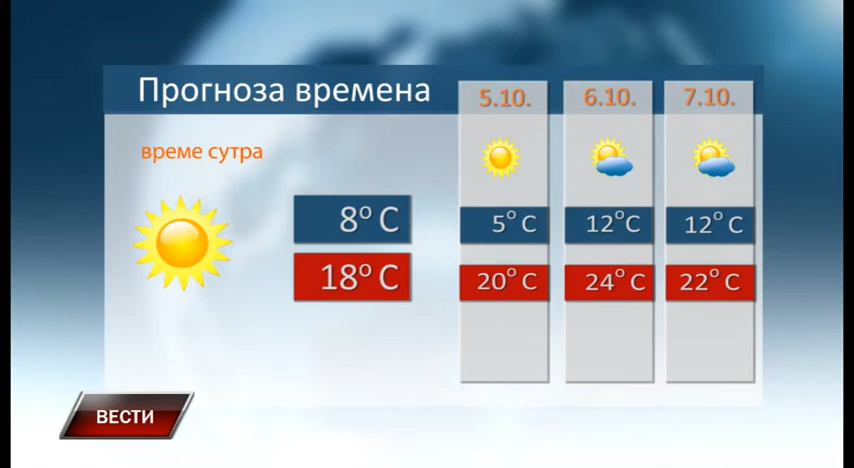 Прогноза времена
време сутра
8° C
18° C
5.10.
5° C
20° C
6.10.
12°C
24° C
7.10.
12° C
22° C
ВЕСТИ